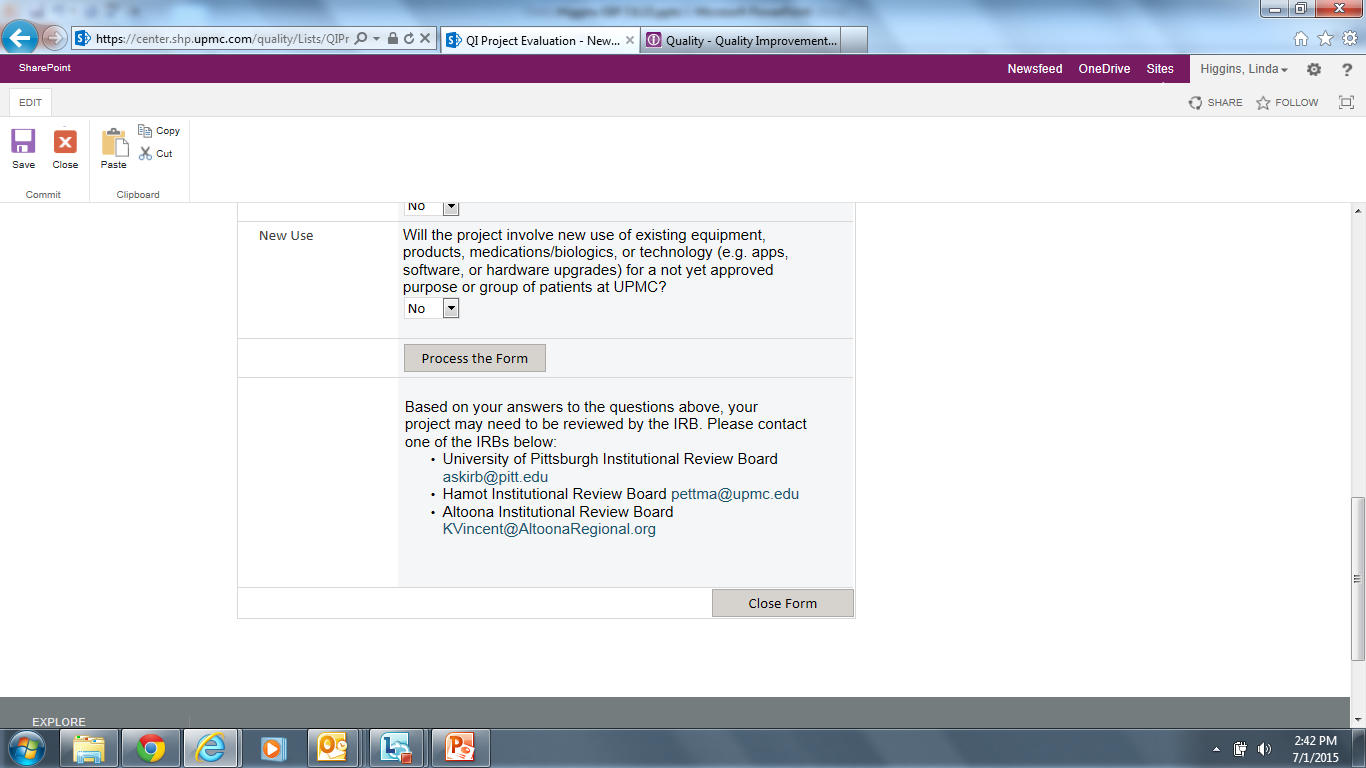 https://center.shp.upmc.com/quality/Lists/QIPr
QI Project Evaluation - New...
Quality - Quality Improvement...
SharePoint
Newsfeed OneDrive Sites Higgins, Linda
EDIT
SHARE FOLLOW
Save Close Paste Copy
Cut
Commit Clipboard
No
New Use
Will the project involve new use of existing equipment,
products, medications/biologics, or technology (e.g. apps,
software, or hardware upgrades) for a not yet approved
purpose or group of patients at UPMC?
No
Process the Form
Based on your answers to the questions above, your
project may need to be reviewed by the IRB. Please contact
one of the IRBs below:
• University of Pittsburgh Institutional Review Board
askirb@pitt.edu
• Hamot Institutional Review Board pettma@upmc.edu
• Altoona Institutional Review Board
KVincent@AltoonaRegional.org
Close Form
EXPLORE
2:42 PM
7/1/2015